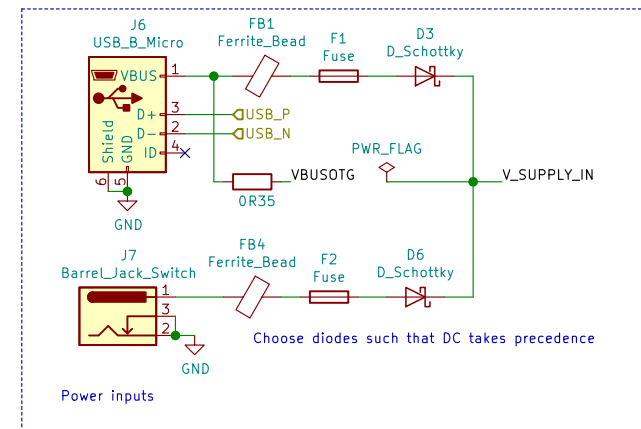 J6
USB_B_Micro
FB1
Ferrite_Bead
F1
Fuse
D3
D_Schottky
VBUS 1
D+ 3
D- 2
ID 4
Shield
GND
6
5
GND
USB_P
USB_N
VBUSOTG
0R35
PWR_FLAG
V_SUPPLY_IN
J7
Barrel_Jack_Switch
FB4
Ferrite_Bead
F2
Fuse
D6
D_Schottky
1
3
2
GND
Choose diodes such that DC takes precedence
Power inputs